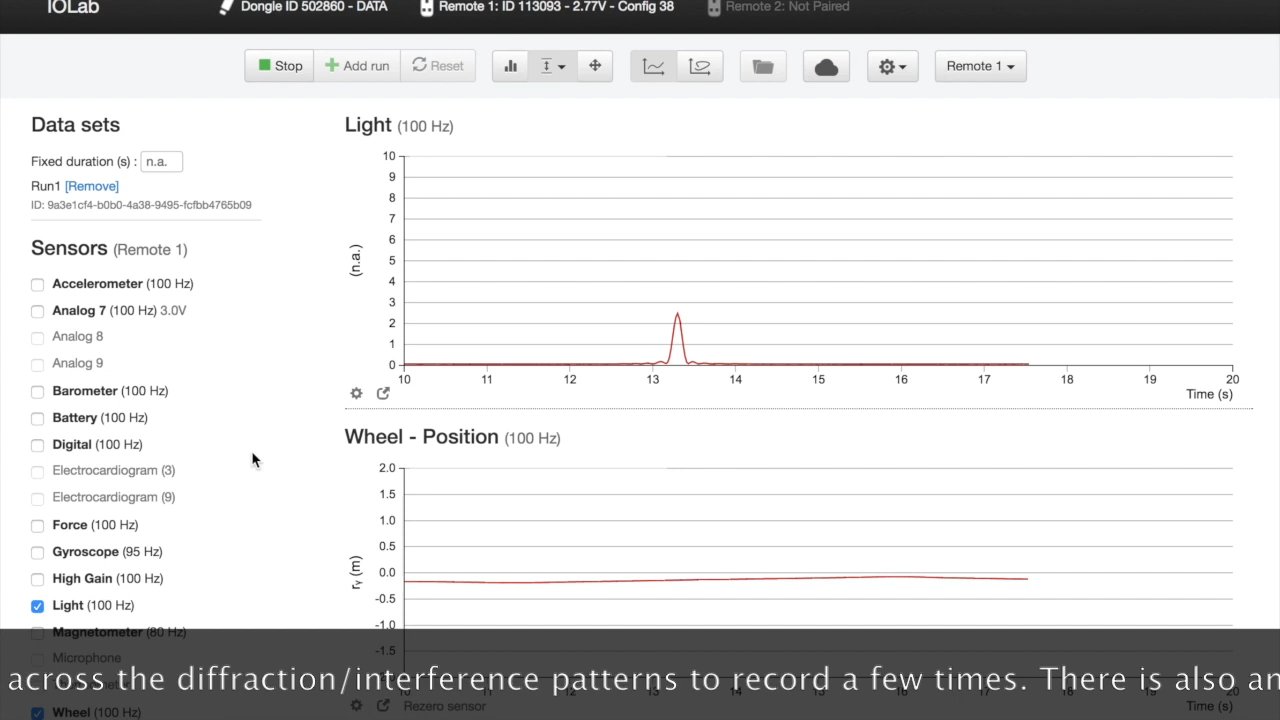 IOLab
Dongle ID 502860 - DATA
Remote 1: ID 113093 - 2.77V - Config 38
Remote 2: Not Paired
Stop
Add run
Reset
Remote 1
Data sets
Fixed duration (s) : n.a.
Run1 [Remove]
ID: 9a3e1cf4-b0b0-4a38-9495-fcfbb4765b09
Sensors (Remote 1)
Accelerometer (100 Hz)
Analog 7 (100 Hz) 3.0V
Analog 8
Analog 9
Barometer (100 Hz)
Battery (100 Hz)
Digital (100 Hz)
Electrocardiogram (3)
Electrocardiogram (9)
Force (100 Hz)
Gyroscope (95 Hz)
High Gain (100 Hz)
Light (100 Hz)
Magnetometer (80 Hz)
Microphone
Wheel (100 Hz)
Light (100 Hz)
10
9
8
7
6
5
4
3
2
1
0
(n.a.)
10 11 12 13 14 15 16 17 18 19 20
Time (s)
Wheel - Position (100 Hz)
2.0
1.5
1.0
0.5
0.0
-0.5
-1.0
-1.5
rᵧ (m)
Time (s)
Rezero sensor
across the diffraction/interference patterns to record a few times. There is also an